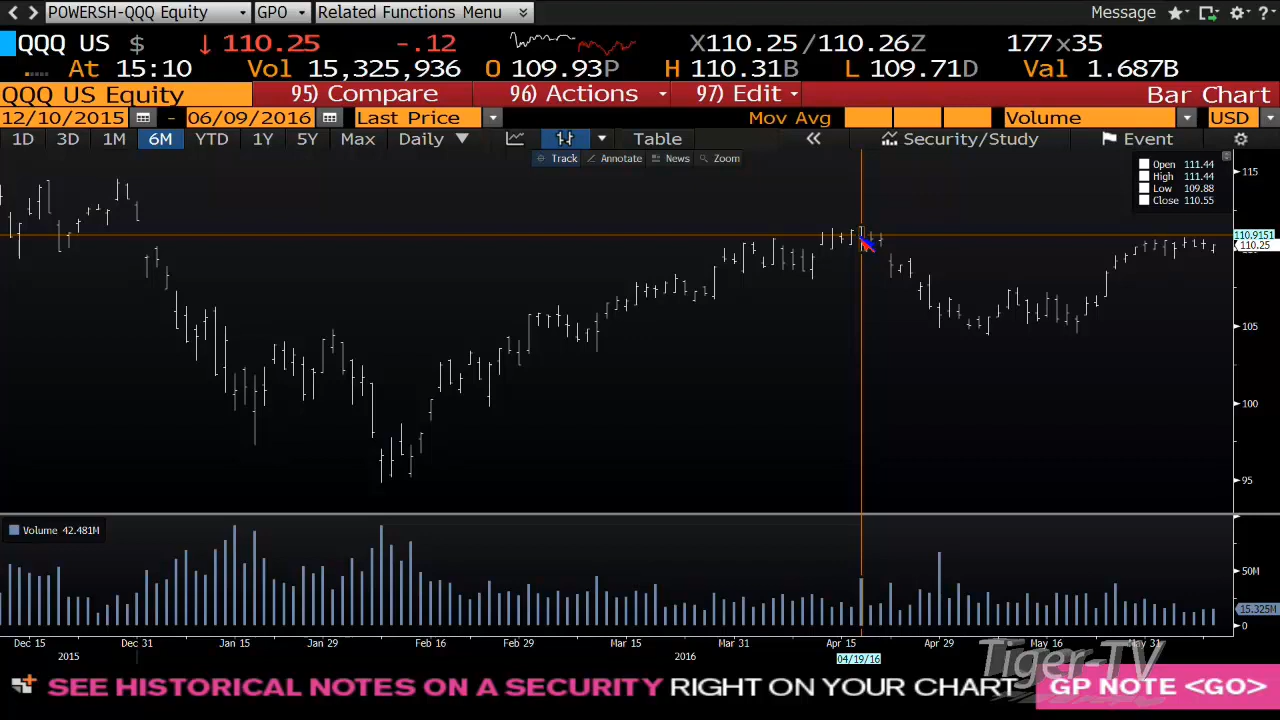 POWERSH-QQQ Equity GPO Related Functions Menu Message
QQQ US $ ↓ 110.25 -.12 X110.25/110.26Z 177x35
At 15:10 Vol 15,325,936 O 109.93P H 110.31B L 109.71D Val 1.687B
QQQ US Equity 95) Compare 96) Actions 97) Edit Bar Chart
12/10/2015 - 06/09/2016 Last Price Mov Avg Volume USD
1D 3D 1M 6M YTD 1Y 5Y Max Daily Table Security/Study Event
Track Annotate News Zoom
Open 111.44
High 111.44
Low 109.88
Close 110.55
115
110.9151
110.25
105
100
95
Volume 42.481M
50M
15.325M
0
Dec 15 Dec 31 Jan 15 Jan 29 Feb 16 Feb 29 Mar 15 Mar 31 Apr 15 Apr 29 May 16 May 31
2015 2016 04/19/16
Tiger-TV
SEE HISTORICAL NOTES ON A SECURITY RIGHT ON YOUR CHART GP NOTE <GO>